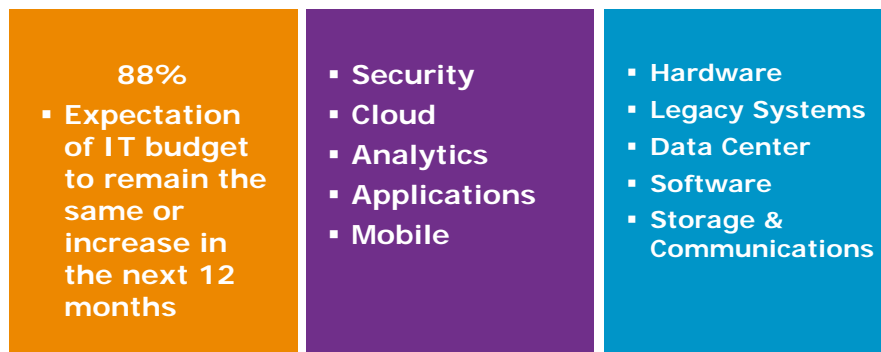 88%
▪ Expectation
of IT budget
to remain the
same or
increase in
the next 12
months
▪ Security
▪ Cloud
▪ Analytics
▪ Applications
▪ Mobile
▪ Hardware
▪ Legacy Systems
▪ Data Center
▪ Software
▪ Storage &
Communications